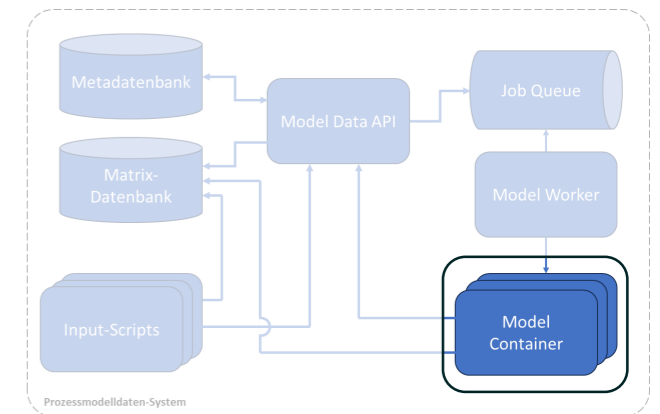 Metadatenbank
Model Data API
Job Queue
Matrix-
Datenbank
Model Worker
Input-Scripts
Model
Container
Prozessmodelldaten-System